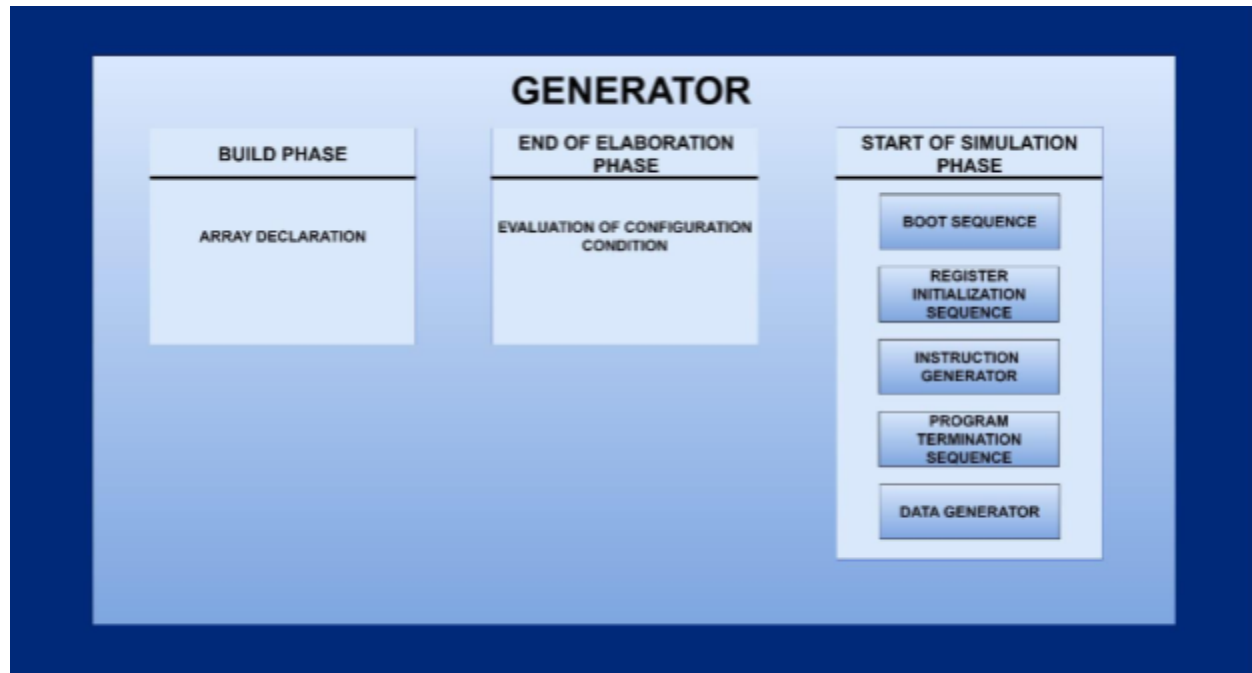 GENERATOR
BUILD PHASE
ARRAY DECLARATION
END OF ELABORATION
PHASE
EVALUATION OF CONFIGURATION
CONDITION
START OF SIMULATION
PHASE
BOOT SEQUENCE
REGISTER
INITIALIZATION
SEQUENCE
INSTRUCTION
GENERATOR
PROGRAM
TERMINATION
SEQUENCE
DATA GENERATOR